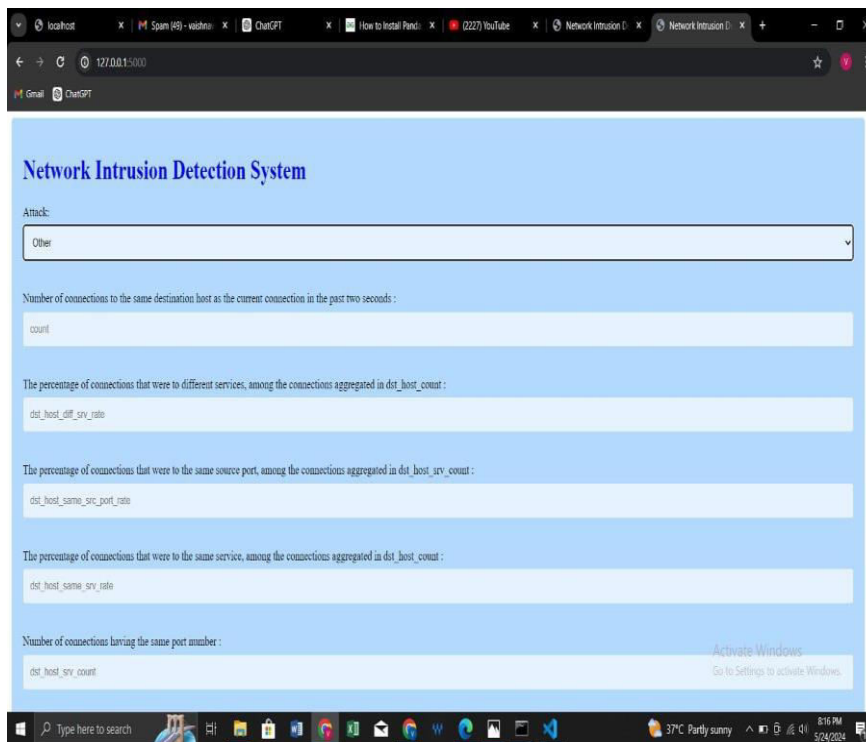 localhost
Spam (49) - vaishna
ChatGPT
How to Install Panda
(2227) YouTube
Network Intrusion D
Network Intrusion D
127.0.0.1:5000
V
Gmail
ChatGPT
Network Intrusion Detection System
Attack:
Other
Number of connections to the same destination host as the current connection in the past two seconds :
count
The percentage of connections that were to different services, among the connections aggregated in dst_host_count :
dst_host_diff_srv_rate
The percentage of connections that were to the same source port, among the connections aggregated in dst_host_srv_count :
dst_host_same_src_port_rate
The percentage of connections that were to the same service, among the connections aggregated in dst_host_count :
dst_host_same_srv_rate
Number of connections having the same port number :
dst_host_srv_count
Activate Windows
Go to Settings to activate Windows.
Type here to search
37°C Partly sunny
8:16 PM
5/24/2024